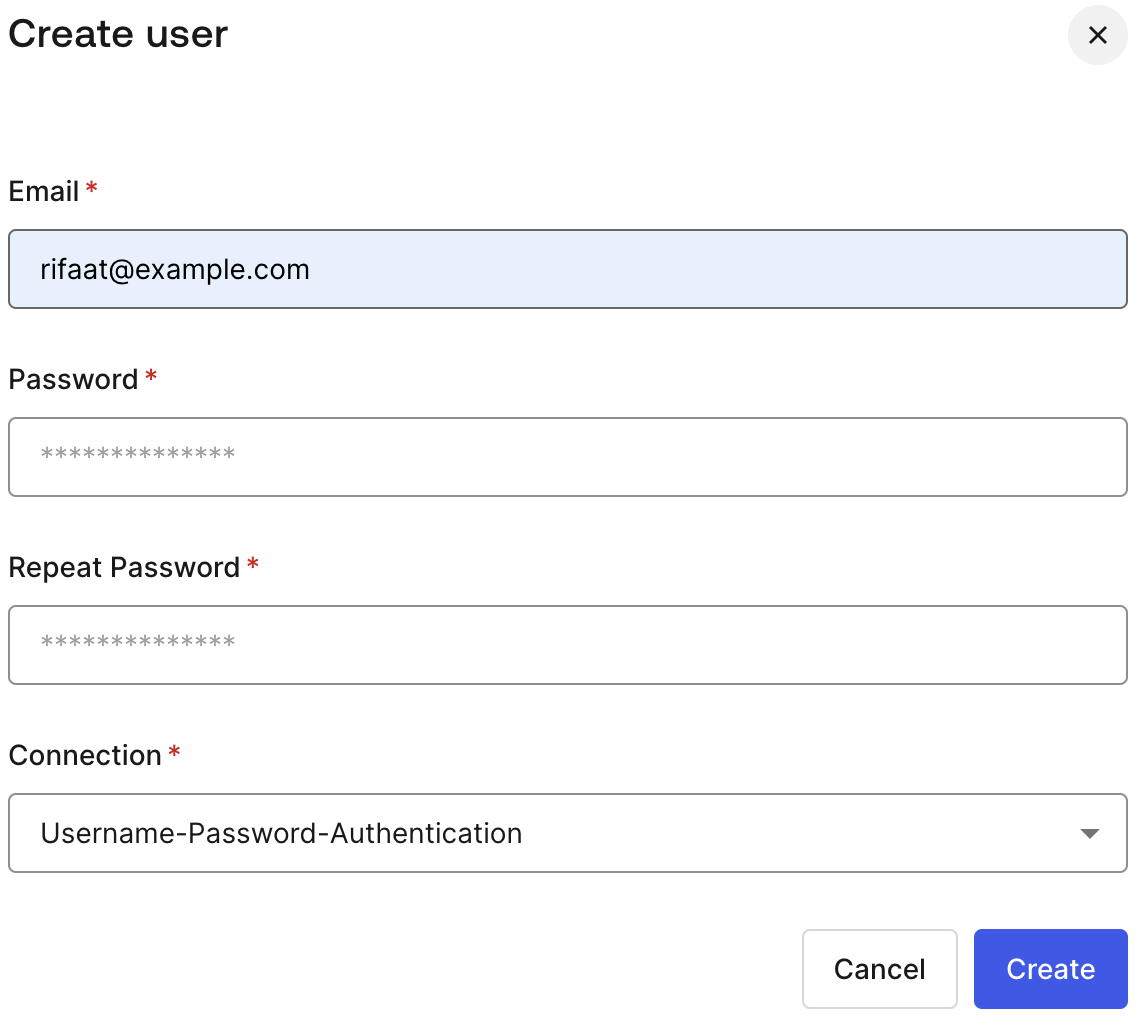 Create user
Email *
rifaat@example.com
Password *
**************
Repeat Password *
**************
Connection *
Username-Password-Authentication
Cancel
Create